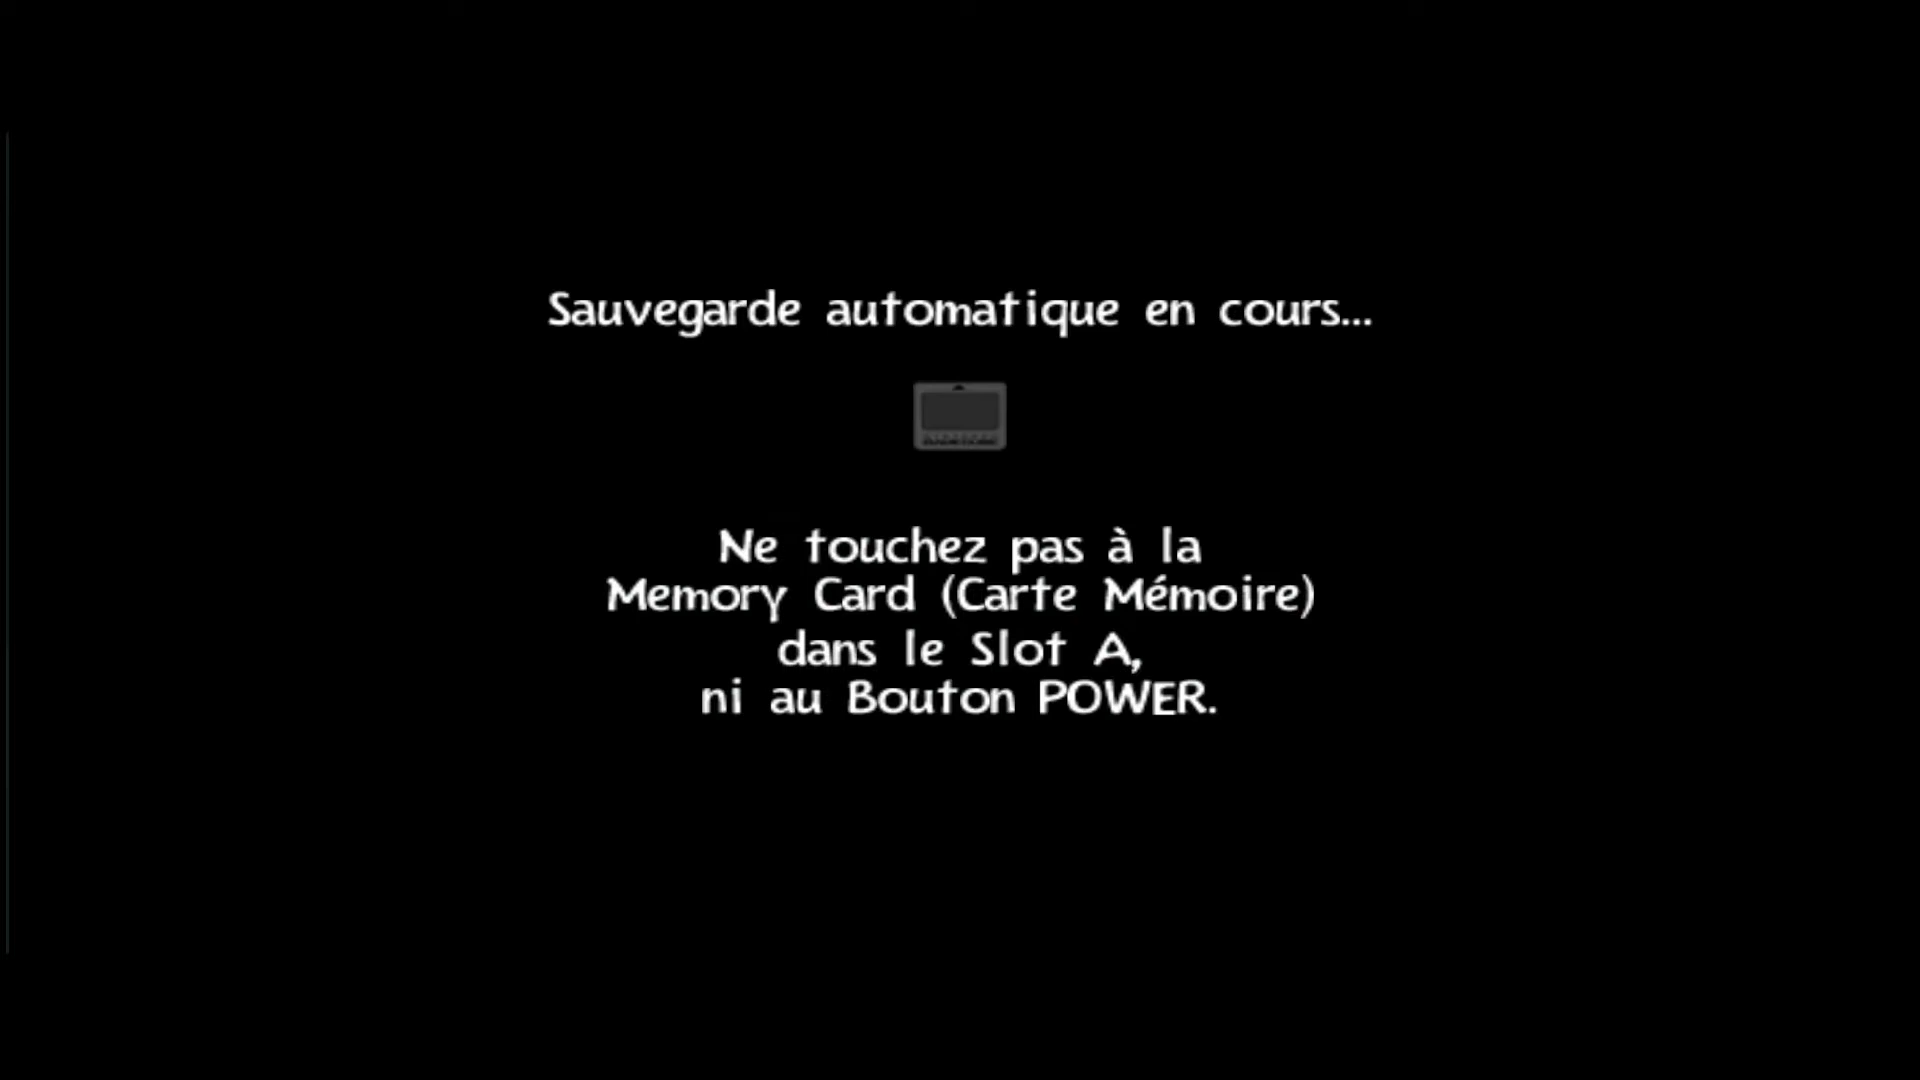 Sauvegarde automatique en cours...
Ne touchez pas à la
Memory Card (Carte Mémoire)
dans le Slot A,
ni au Bouton POWER.